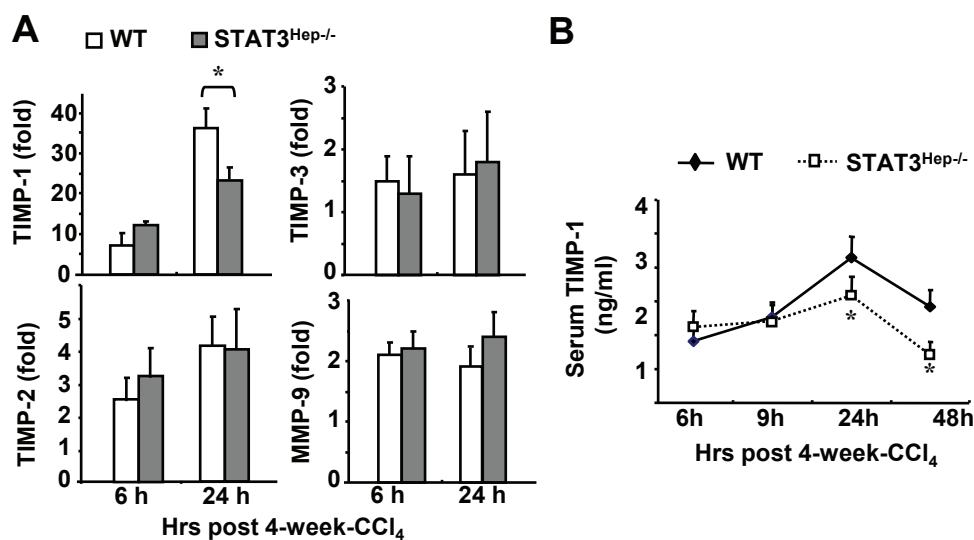 A
WT
STAT3Hep-/-
TIMP-1 (fold)
40
30
20
10
0
*
TIMP-3 (fold)
3
2
1
0
TIMP-2 (fold)
5
4
3
2
1
0
6 h
24 h
MMP-9 (fold)
3
2
1
0
6 h
24 h
Hrs post 4-week-CCl4
B
WT
STAT3Hep-/-
Serum TIMP-1
(ng/ml)
4
3
2
1
*
*
6h
9h
24h
48h
Hrs post 4-week-CCl4